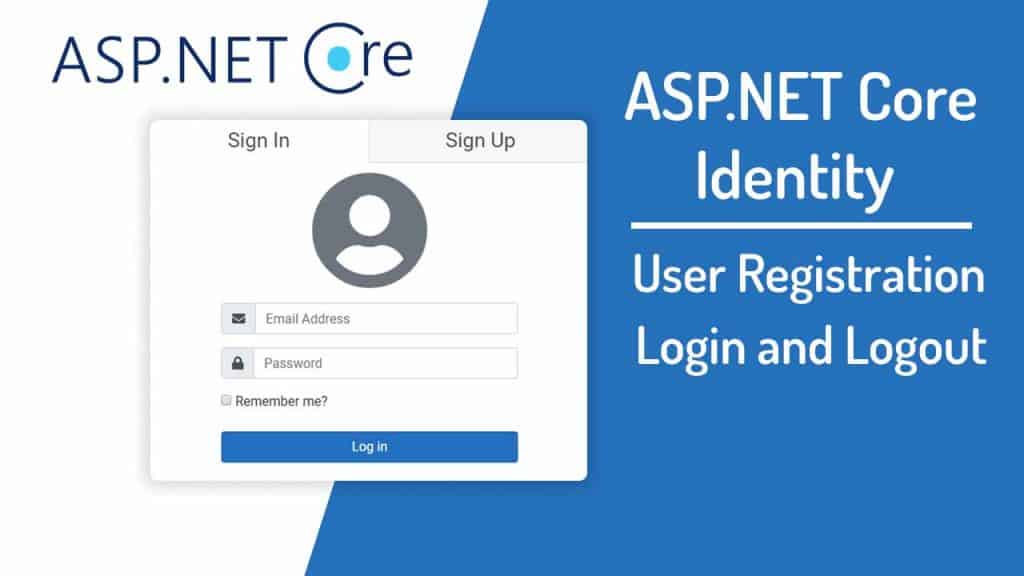 ASP.NET Core
Sign In
Sign Up
Email Address
Password
Remember me?
Log in
ASP.NET Core
Identity
User Registration
Login and Logout